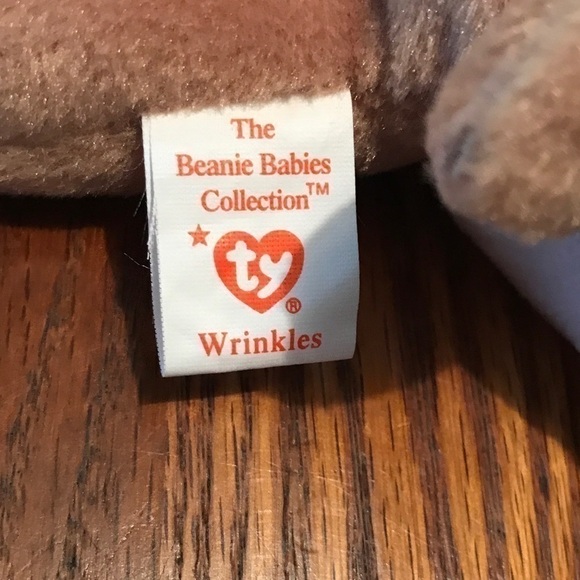 The
Beanie Babies
Collection™
ty®
Wrinkles